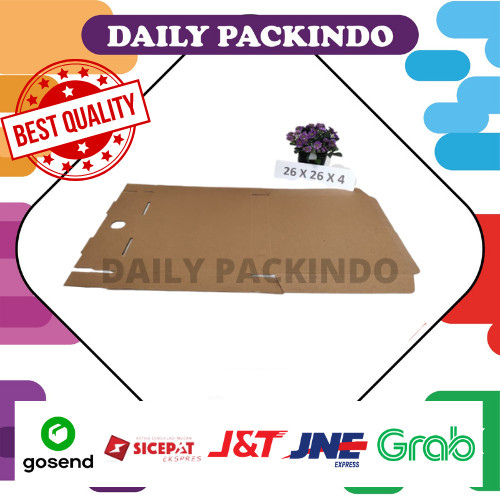 DAILY PACKINDO
BEST QUALITY
26 X 26 X 4
DAILY PACKINDO
gosend
SICEPAT
EKSPRES
J&T
JNE
EXPRESS
Grab